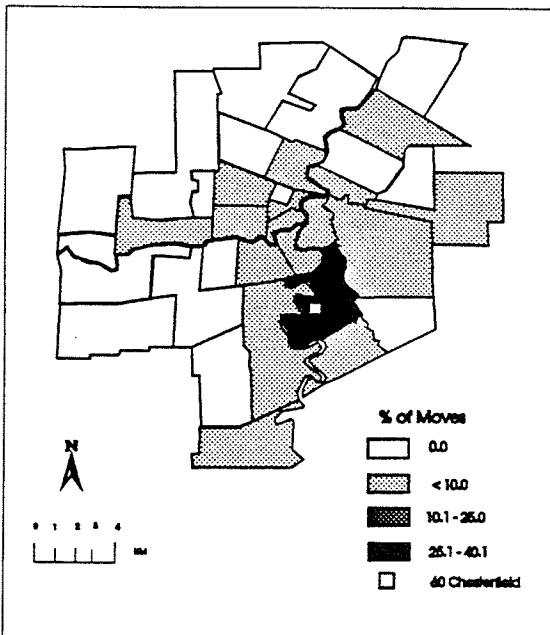 % of Moves
0.0
< 10.0
10.1 - 25.0
25.1 - 40.1
60 Chesterfield
N
0 1 2 3 4
KM